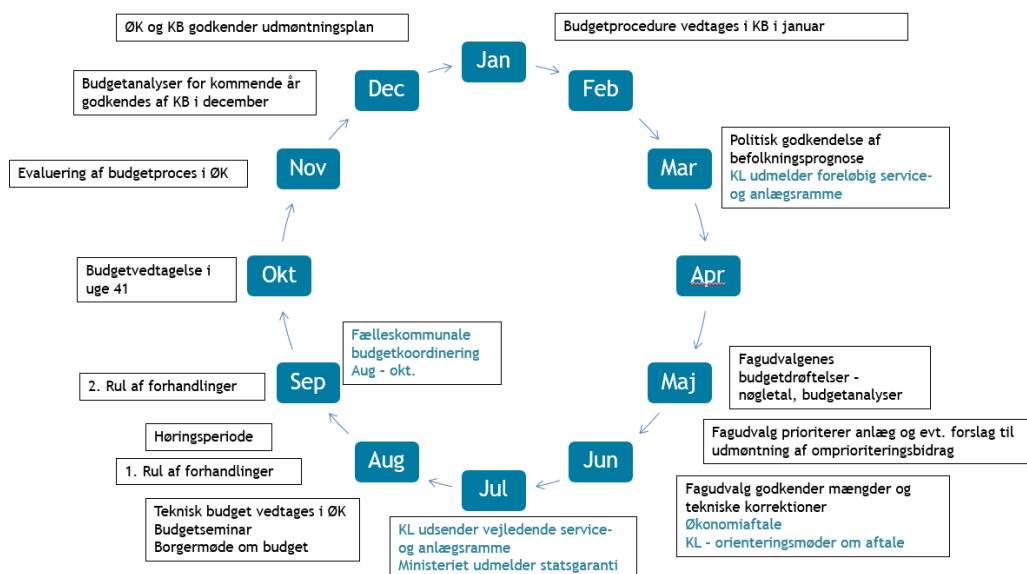 ØK og KB godkender udmøntningsplan
Budgetprocedure vedtages i KB i januar
Jan
Dec
Feb
Budgetanalyser for kommende år
godkendes af KB i december
Nov
Mar
Politisk godkendelse af
befolkningsprognose
KL udmelder foreløbig service-
og anlægsramme
Evaluering af budgetproces i ØK
Okt
Apr
Budgetvedtagelse i
uge 41
Fælleskommunale
budgetkoordinering
Aug – okt.
Sep
Maj
Fagudvalgenes
budgetdrøftelser –
nøgletal, budgetanalyser
2. Rul af forhandlinger
Høringsperiode
Aug
Jun
Fagudvalg prioriterer anlæg og evt. forslag til
udmøntning af omprioriteringsbidrag
1. Rul af forhandlinger
Jul
Teknisk budget vedtages i ØK
Budgetseminar
Borgermøde om budget
KL udsender vejledende service-
og anlægsramme
Ministeriet udmelder statsgaranti
Fagudvalg godkender mængder og
tekniske korrektioner
Økonomiaftale
KL – orienteringsmøder om aftale